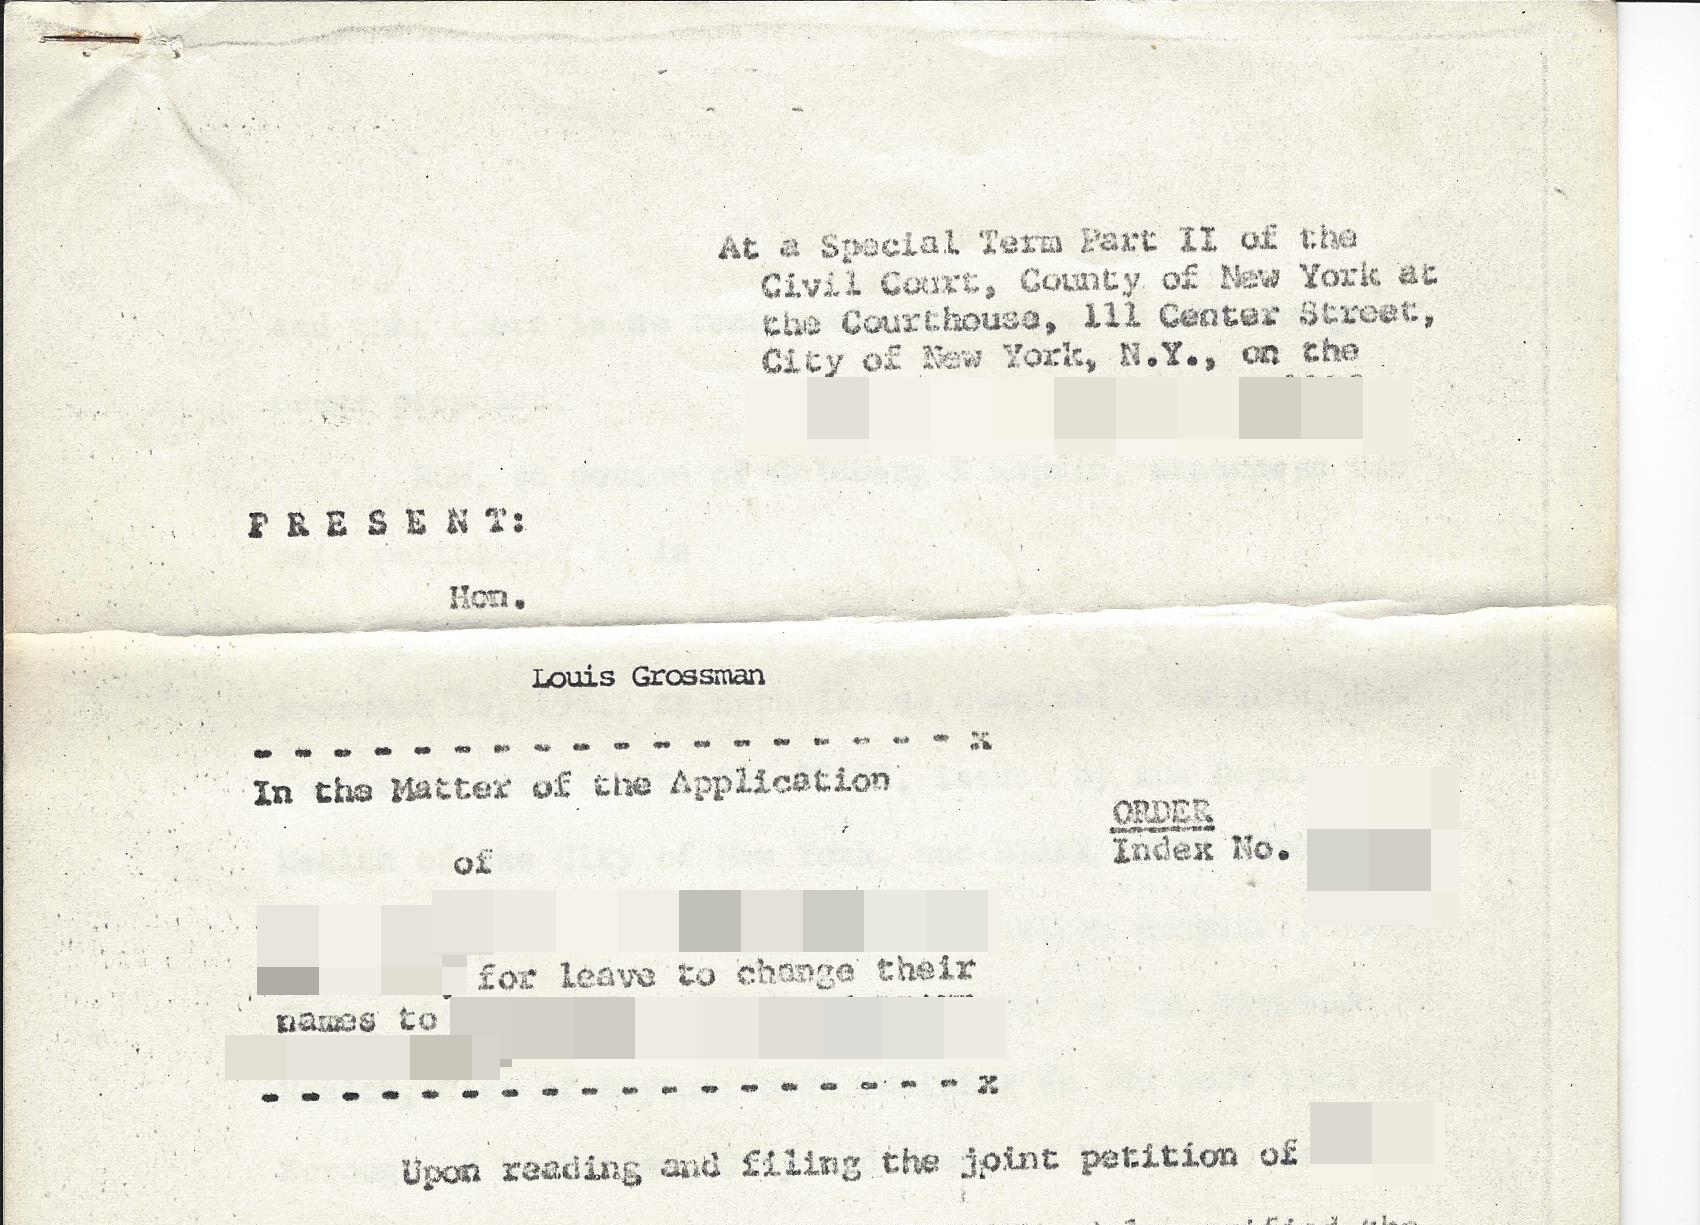 At a Special Term Part II of the
Civil Court, County of New York at
the Courthouse, 111 Center Street,
City of New York, N.Y., on the
P R E S E N T:
Hon.
Louis Grossman
- - - - - - - - - - - - - - - - - - x
In the Matter of the Application
of
ORDER
Index No.
for leave to change their
names to
- - - - - - - - - - - - - - - - - - x
Upon reading and filing the joint petition of